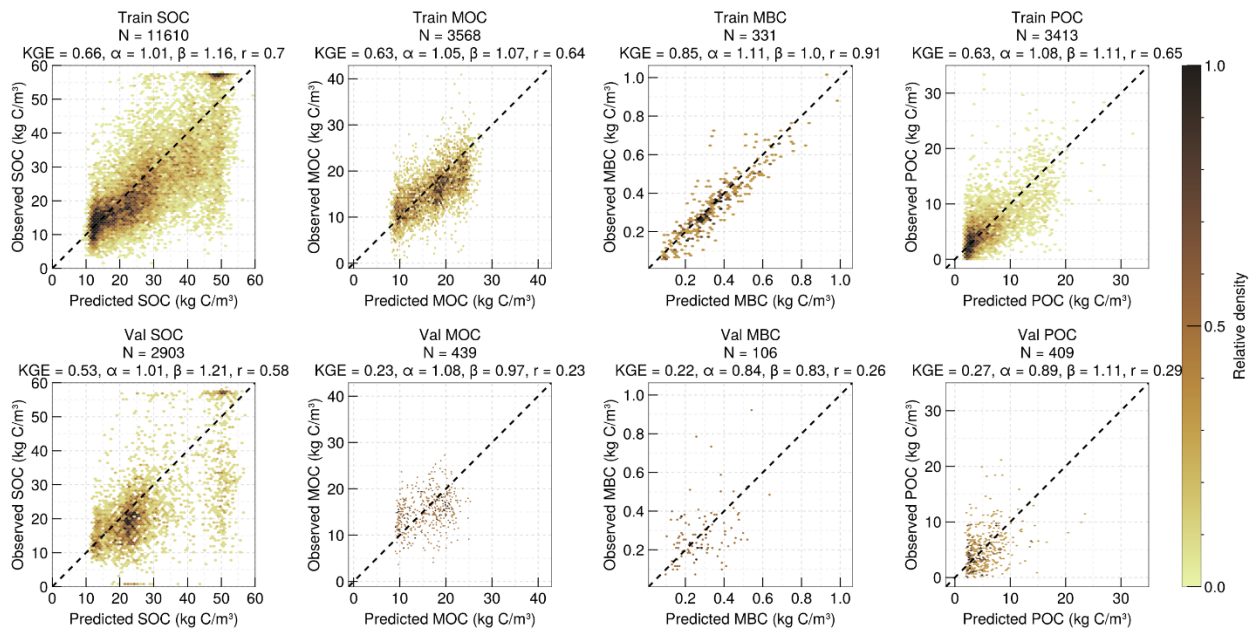 Train SOC
N = 11610
KGE = 0.66, α = 1.01, β = 1.16, r = 0.7
Train MOC
N = 3568
KGE = 0.63, α = 1.05, β = 1.07, r = 0.64
Train MBC
N = 331
KGE = 0.85, α = 1.11, β = 1.0, r = 0.91
Train POC
N = 3413
KGE = 0.63, α = 1.08, β = 1.11, r = 0.65
Observed SOC (kg C/m³)
60
50
40
30
20
10
0
0 10 20 30 40 50 60
Predicted SOC (kg C/m³)
Observed MOC (kg C/m³)
40
30
20
10
0
0 10 20 30 40
Predicted MOC (kg C/m³)
Observed MBC (kg C/m³)
1.0
0.8
0.6
0.4
0.2
0.2 0.4 0.6 0.8 1.0
Predicted MBC (kg C/m³)
Observed POC (kg C/m³)
30
20
10
0
0 10 20 30
Predicted POC (kg C/m³)
Val SOC
N = 2903
KGE = 0.53, α = 1.01, β = 1.21, r = 0.58
Val MOC
N = 439
KGE = 0.23, α = 1.08, β = 0.97, r = 0.23
Val MBC
N = 106
KGE = 0.22, α = 0.84, β = 0.83, r = 0.26
Val POC
N = 409
KGE = 0.27, α = 0.89, β = 1.11, r = 0.29
Observed SOC (kg C/m³)
60
50
40
30
20
10
0
0 10 20 30 40 50 60
Predicted SOC (kg C/m³)
Observed MOC (kg C/m³)
40
30
20
10
0
0 10 20 30 40
Predicted MOC (kg C/m³)
Observed MBC (kg C/m³)
1.0
0.8
0.6
0.4
0.2
0.2 0.4 0.6 0.8 1.0
Predicted MBC (kg C/m³)
Observed POC (kg C/m³)
30
20
10
0
0 10 20 30
Predicted POC (kg C/m³)
1.0
0.5
0.0
Relative density